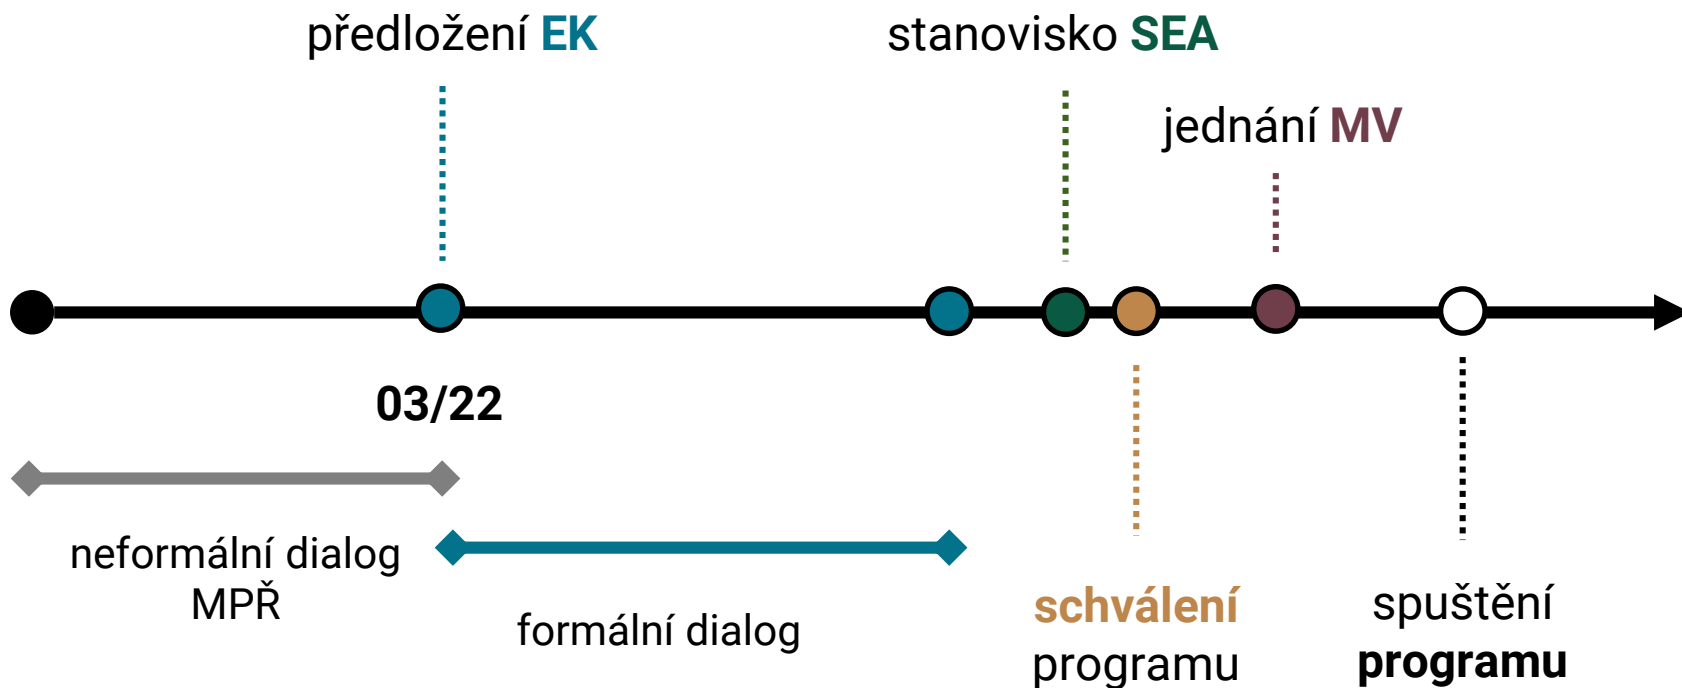 předložení EK
stanovisko SEA
jednání MV
03/22
neformální dialog
MPŘ
formální dialog
schválení
programu
spuštění
programu